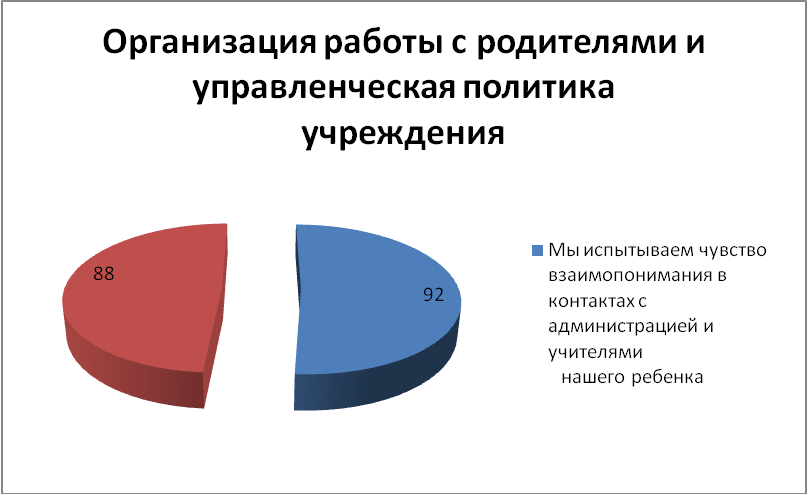 Организация работы с родителями и
управленческая политика
учреждения
88
92
Мы испытываем чувство
взаимопонимания в
контактах с
администрацией и
учителями
нашего ребенка